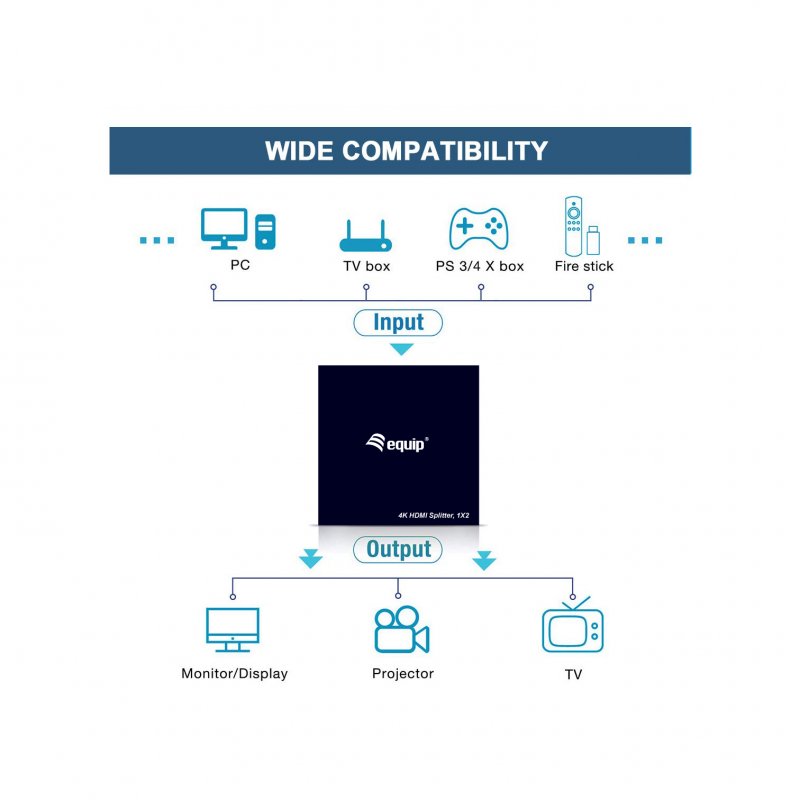 WIDE COMPATIBILITY
PC
TV box
PS 3/4 X box
Fire stick
Input
equip®
4K HDMI Splitter, 1X2
Output
Monitor/Display
Projector
TV